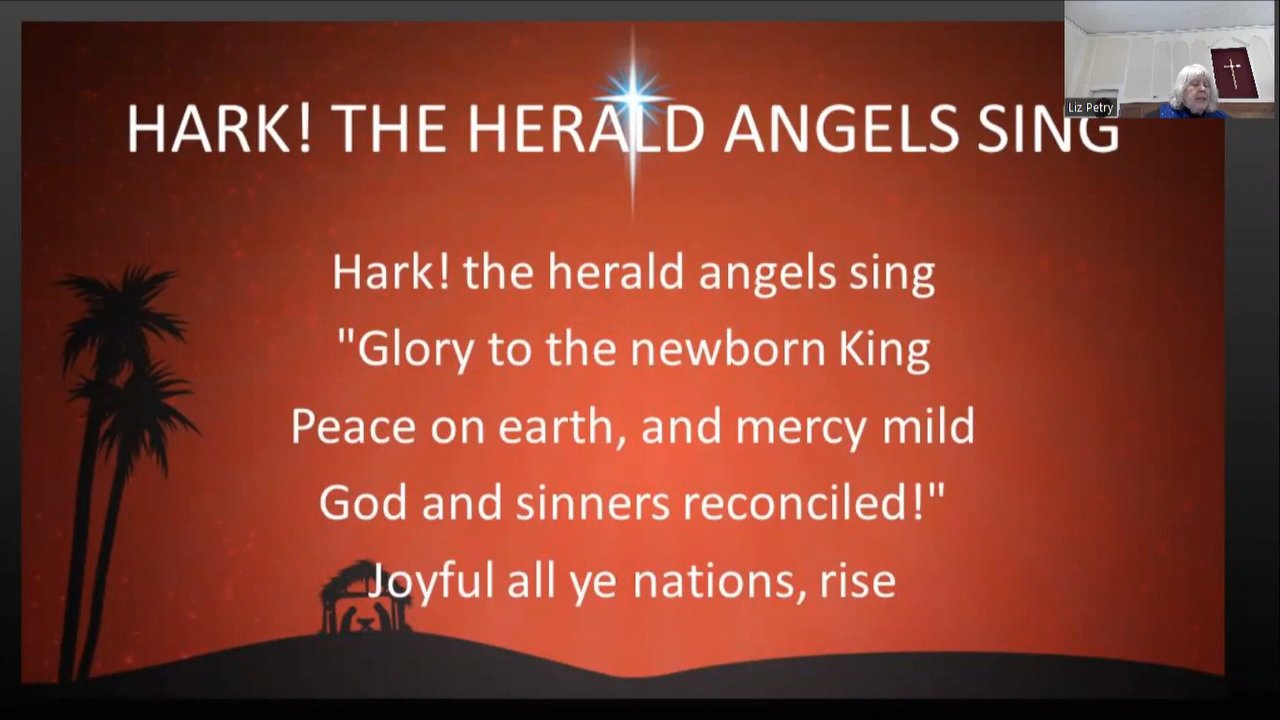 Liz Petry
HARK! THE HERALD ANGELS SING
Hark! the herald angels sing
"Glory to the newborn King
Peace on earth, and mercy mild
God and sinners reconciled!"
Joyful all ye nations, rise